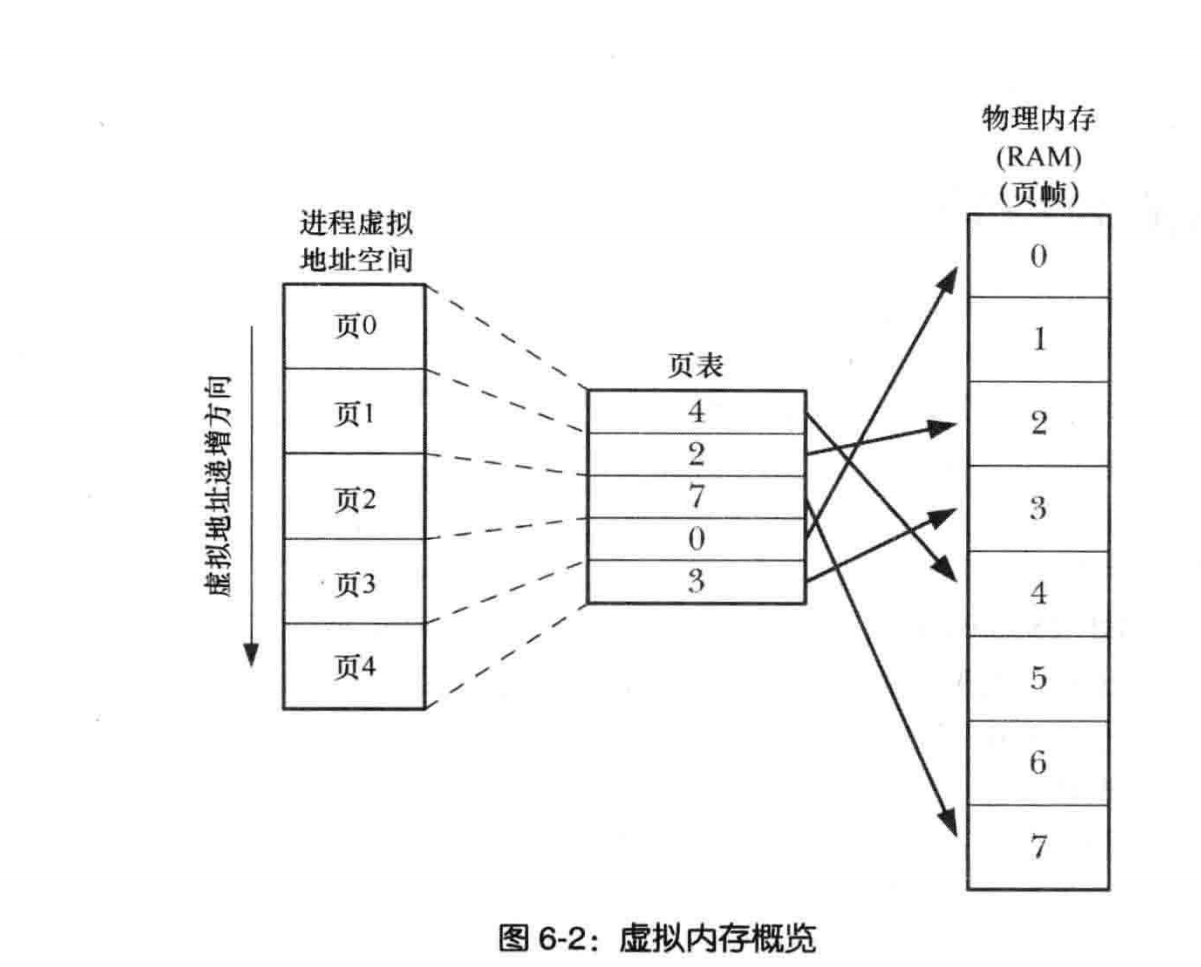 进程虚拟
地址空间
虚拟地址递增方向
页0
页1
页2
页3
页4
页表
4
2
7
0
3
物理内存
(RAM)
(页帧)
0
1
2
3
4
5
6
7
图 6-2：虚拟内存概览